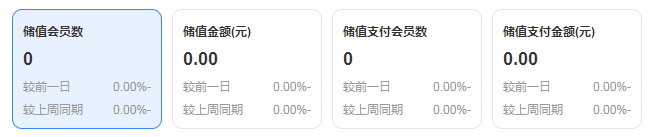 储值会员数
0
较前一日 0.00%-
较上周同期 0.00%-
储值金额(元)
0.00
较前一日 0.00%-
较上周同期 0.00%-
储值支付会员数
0
较前一日 0.00%-
较上周同期 0.00%-
储值支付金额(元)
0.00
较前一日 0.00%-
较上周同期 0.00%-